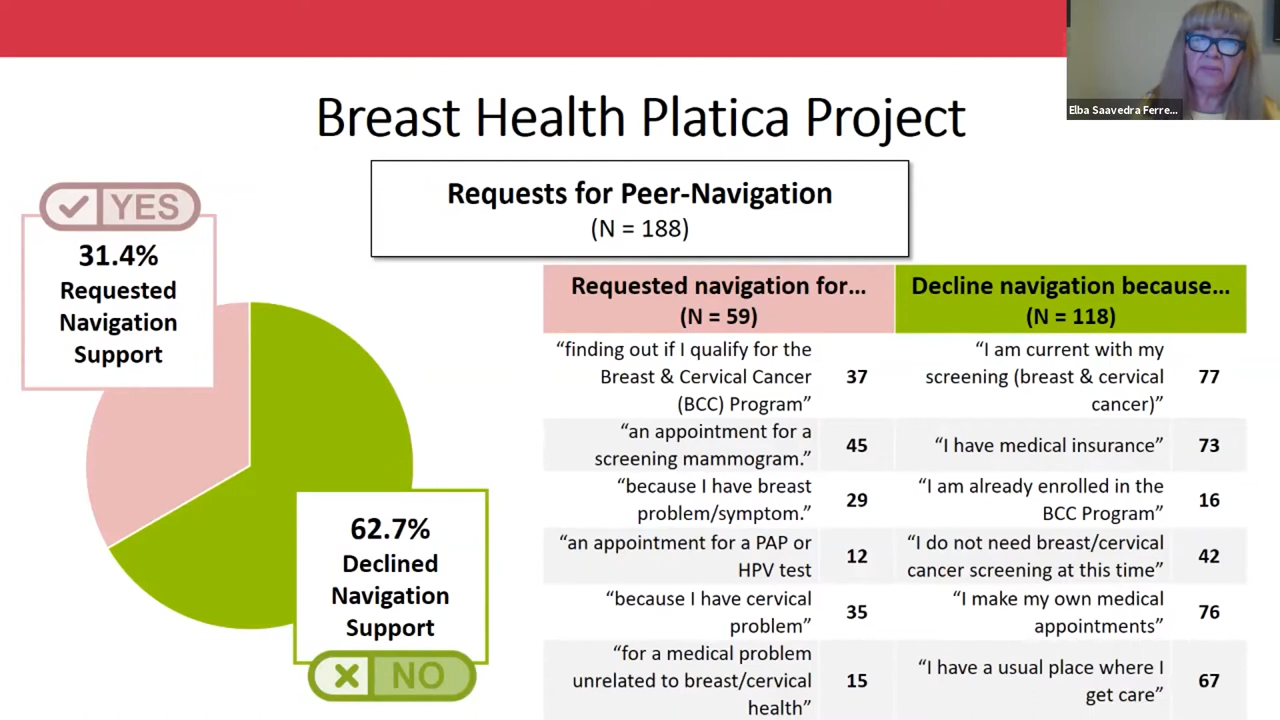 Elba Saavedra Ferre...
Breast Health Platica Project
Requests for Peer-Navigation
(N = 188)
YES
31.4%
Requested
Navigation
Support
62.7%
Declined
Navigation
Support
NO
Requested navigation for...
(N = 59)
Decline navigation because...
(N = 118)
“finding out if I qualify for the
Breast & Cervical Cancer
(BCC) Program”
37
“I am current with my
screening (breast & cervical
cancer)”
77
“an appointment for a
screening mammogram.”
45
“I have medical insurance”
73
“because I have breast
problem/symptom.”
29
“I am already enrolled in the
BCC Program”
16
“an appointment for a PAP or
HPV test
12
“I do not need breast/cervical
cancer screening at this time”
42
“because I have cervical
problem”
35
“I make my own medical
appointments”
76
“for a medical problem
unrelated to breast/cervical
health”
15
“I have a usual place where I
get care”
67